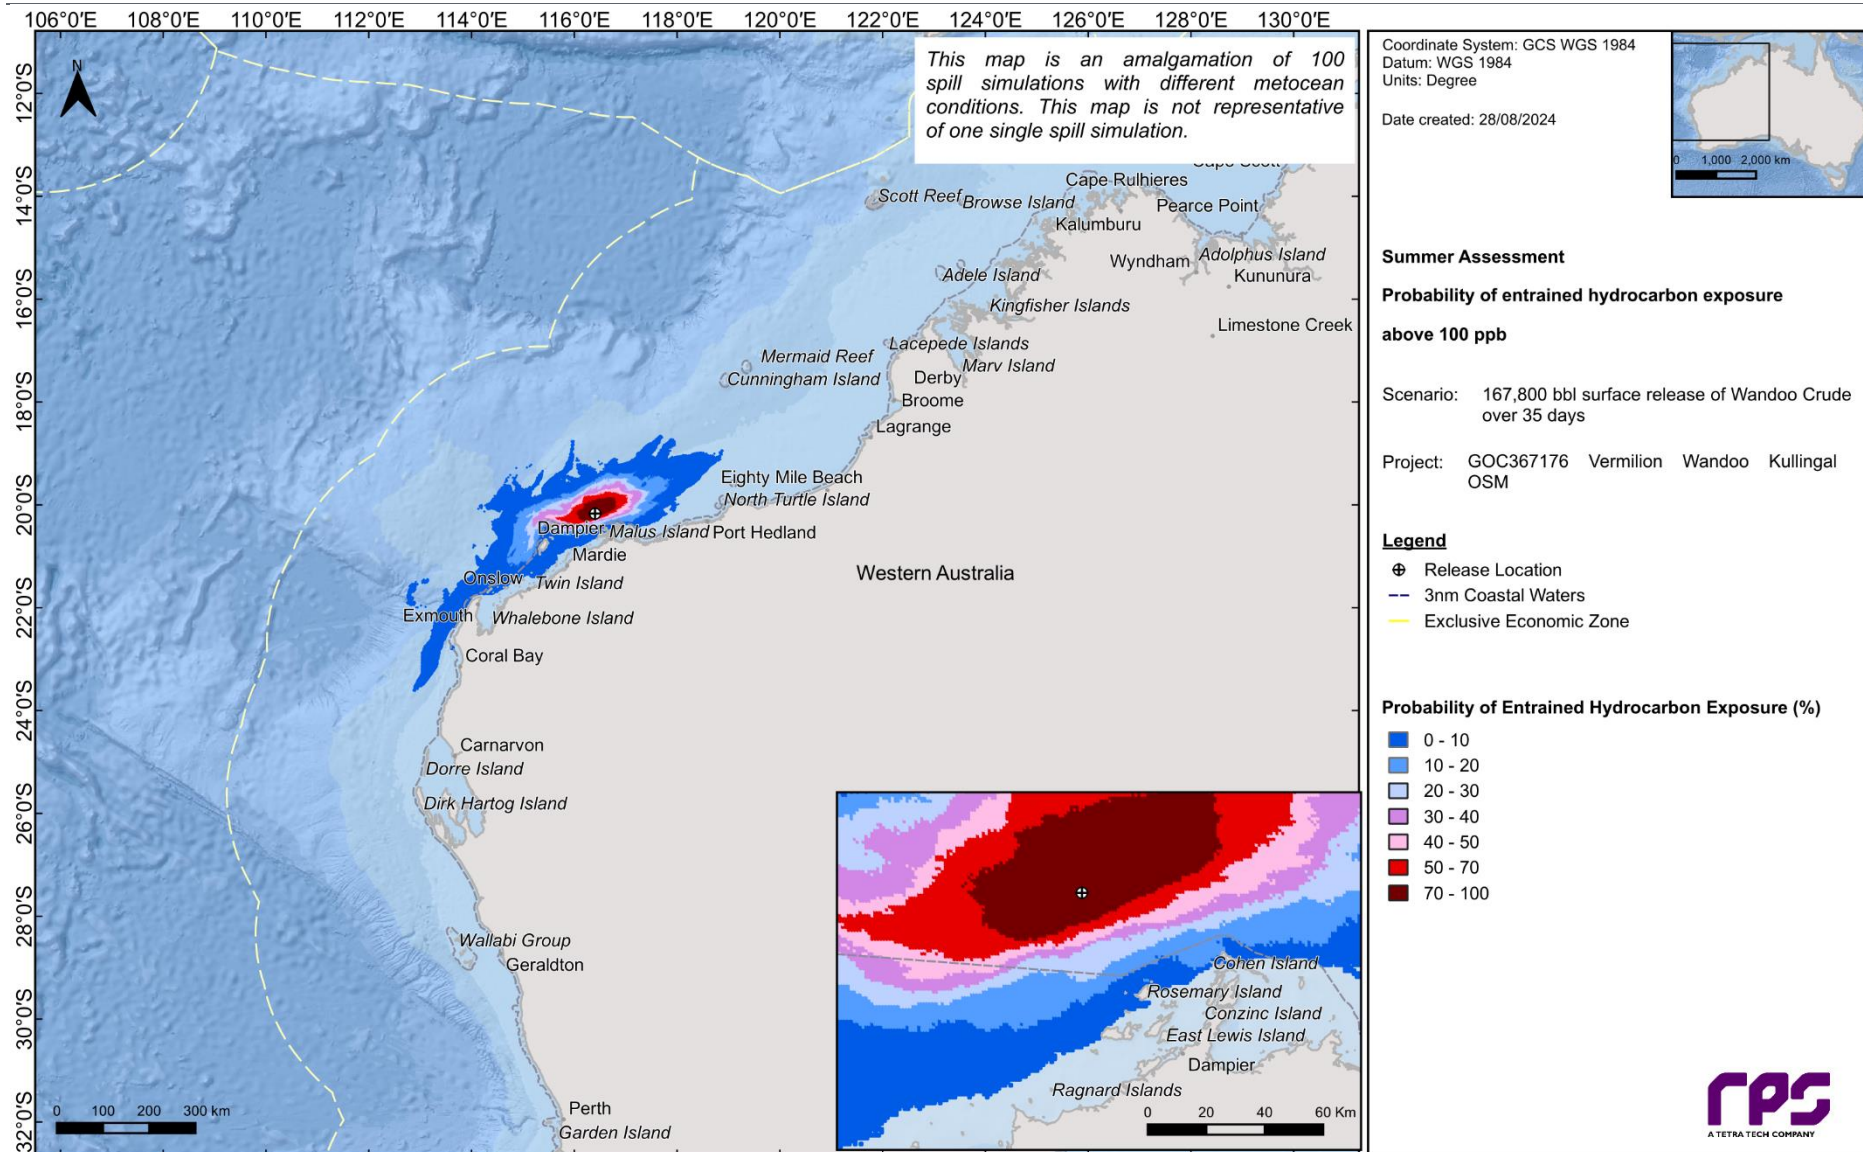 106°0'E 108°0'E 110°0'E 112°0'E 114°0'E 116°0'E 118°0'E 120°0'E 122°0'E 124°0'E 126°0'E 128°0'E 130°0'E
12°0'S
14°0'S
16°0'S
18°0'S
20°0'S
22°0'S
24°0'S
26°0'S
28°0'S
30°0'S
32°0'S
N
This map is an amalgamation of 100
spill simulations with different metocean
conditions. This map is not representative
of one single spill simulation.
Cape Rulhieres
Scott Reef
Browse Island
Pearce Point
Kalumburu
Adolphus Island
Wyndham
Kununura
Adele Island
Kingfisher Islands
Limestone Creek
Lacepede Islands
Mermaid Reef
Marv Island
Cunningham Island
Derby
Broome
Lagrange
Eighty Mile Beach
North Turtle Island
Dampier
Malus Island
Port Hedland
Mardie
Western Australia
Onslow
Twin Island
Exmouth
Whalebone Island
Coral Bay
Carnarvon
Dorre Island
Dirk Hartog Island
Wallabi Group
Geraldton
Perth
Garden Island
0 100 200 300 km
Cohen Island
Rosemary Island
Conzinc Island
East Lewis Island
Dampier
Ragnard Islands
0 20 40 60 Km
Coordinate System: GCS WGS 1984
Datum: WGS 1984
Units: Degree
Date created: 28/08/2024
0 1,000 2,000 km
Summer Assessment
Probability of entrained hydrocarbon exposure
above 100 ppb
Scenario: 167,800 bbl surface release of Wandoo Crude
over 35 days
Project: GOC367176 Vermilion Wandoo Kullingal
OSM
Legend
Release Location
3nm Coastal Waters
Exclusive Economic Zone
Probability of Entrained Hydrocarbon Exposure (%)
0 - 10
10 - 20
20 - 30
30 - 40
40 - 50
50 - 70
70 - 100
rps
A TETRA TECH COMPANY